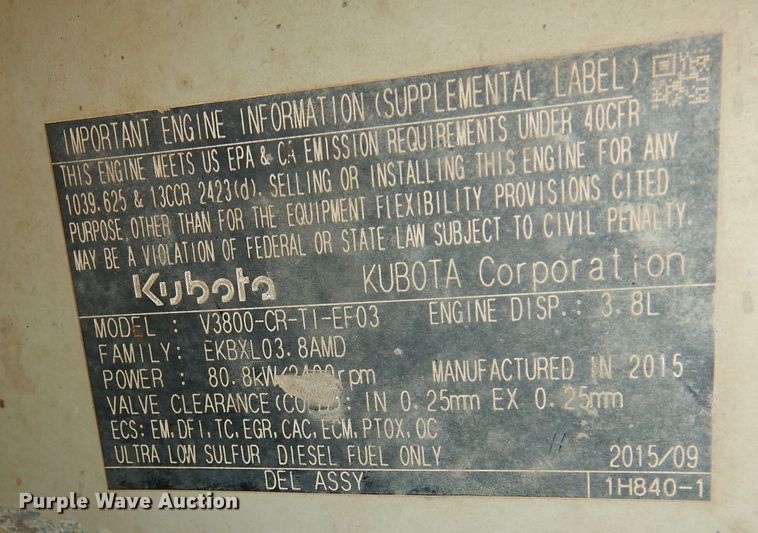 IMPORTANT ENGINE INFORMATION (SUPPLEMENTAL LABEL)
THIS ENGINE MEETS US EPA & CA EMISSION REQUIREMENTS UNDER 40CFR
1039.625 & 13CCR 2423(d). SELLING OR INSTALLING THIS ENGINE FOR ANY
PURPOSE OTHER THAN FOR THE EQUIPMENT FLEXIBILITY PROVISIONS CITED
MAY BE A VIOLATION OF FEDERAL OR STATE LAW SUBJECT TO CIVIL PENALTY.
Kubota KUBOTA Corporation
MODEL : V3800-CR-TI-EF03 ENGINE DISP.: 3.8L
FAMILY: EKBXL03.8AMD
POWER : 80.8kW/2400rpm MANUFACTURED IN 2015
VALVE CLEARANCE : IN 0.25mm EX 0.25mm
ECS: EM, DFI, TC, EGR, CAC, ECM, PTOX, OC
ULTRA LOW SULFUR DIESEL FUEL ONLY 2015/09
DEL ASSY 1H840-1
Purple Wave Auction